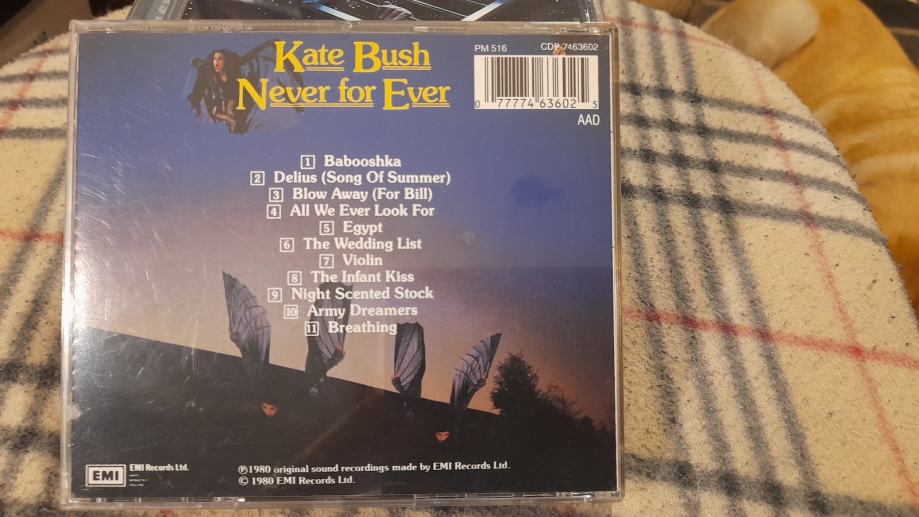 Kate Bush
Never for Ever
PM 516
CDP 7463602
0 77774 63602 5
AAD
1 Babooshka
2 Delius (Song Of Summer)
3 Blow Away (For Bill)
4 All We Ever Look For
5 Egypt
6 The Wedding List
7 Violin
8 The Infant Kiss
9 Night Scented Stock
10 Army Dreamers
11 Breathing
EMI
EMI Records Ltd.
℗1980 original sound recordings made by EMI Records Ltd.
© 1980 EMI Records Ltd.